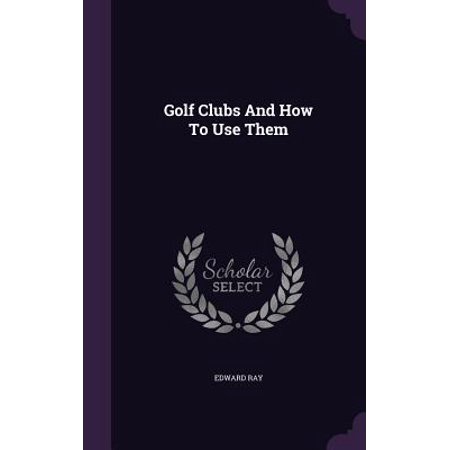 Golf Clubs And How
To Use Them
Scholar
SELECT
EDWARD RAY